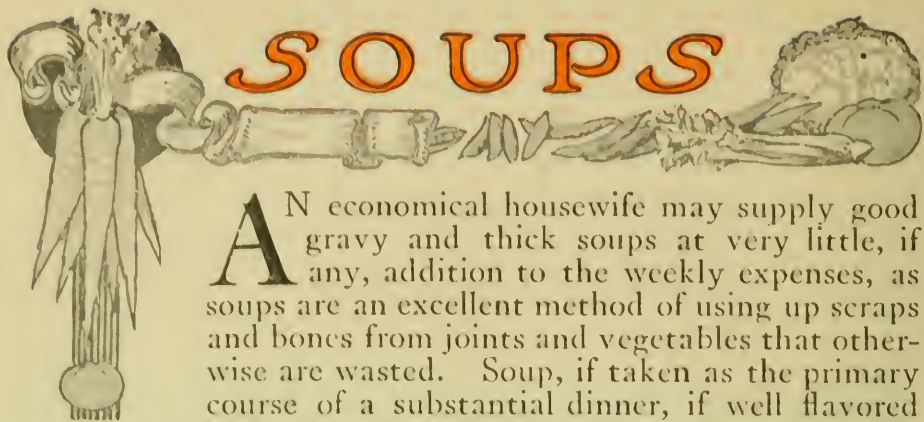 SOUPS
AN economical housewife may supply good
gravy and thick soups at very little, if
any, addition to the weekly expenses, as
soups are an excellent method of using up scraps
and bones from joints and vegetables that other-
wise are wasted. Soup, if taken as the primary
course of a substantial dinner, if well flavored